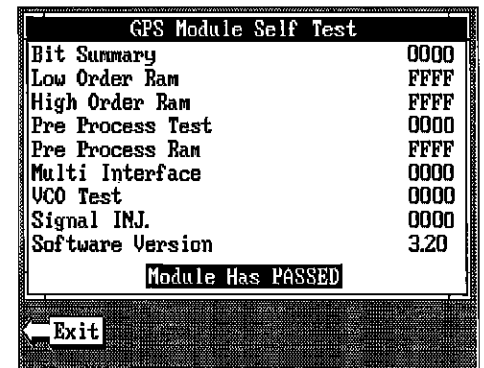 GPS Module Self Test
Bit Summary 0000
Low Order Ram FFFF
High Order Ram FFFF
Pre Process Test 0000
Pre Process Ram FFFF
Multi Interface 0000
VCO Test 0000
Signal INJ. 0000
Software Version 3.20
Module Has PASSED
Exit